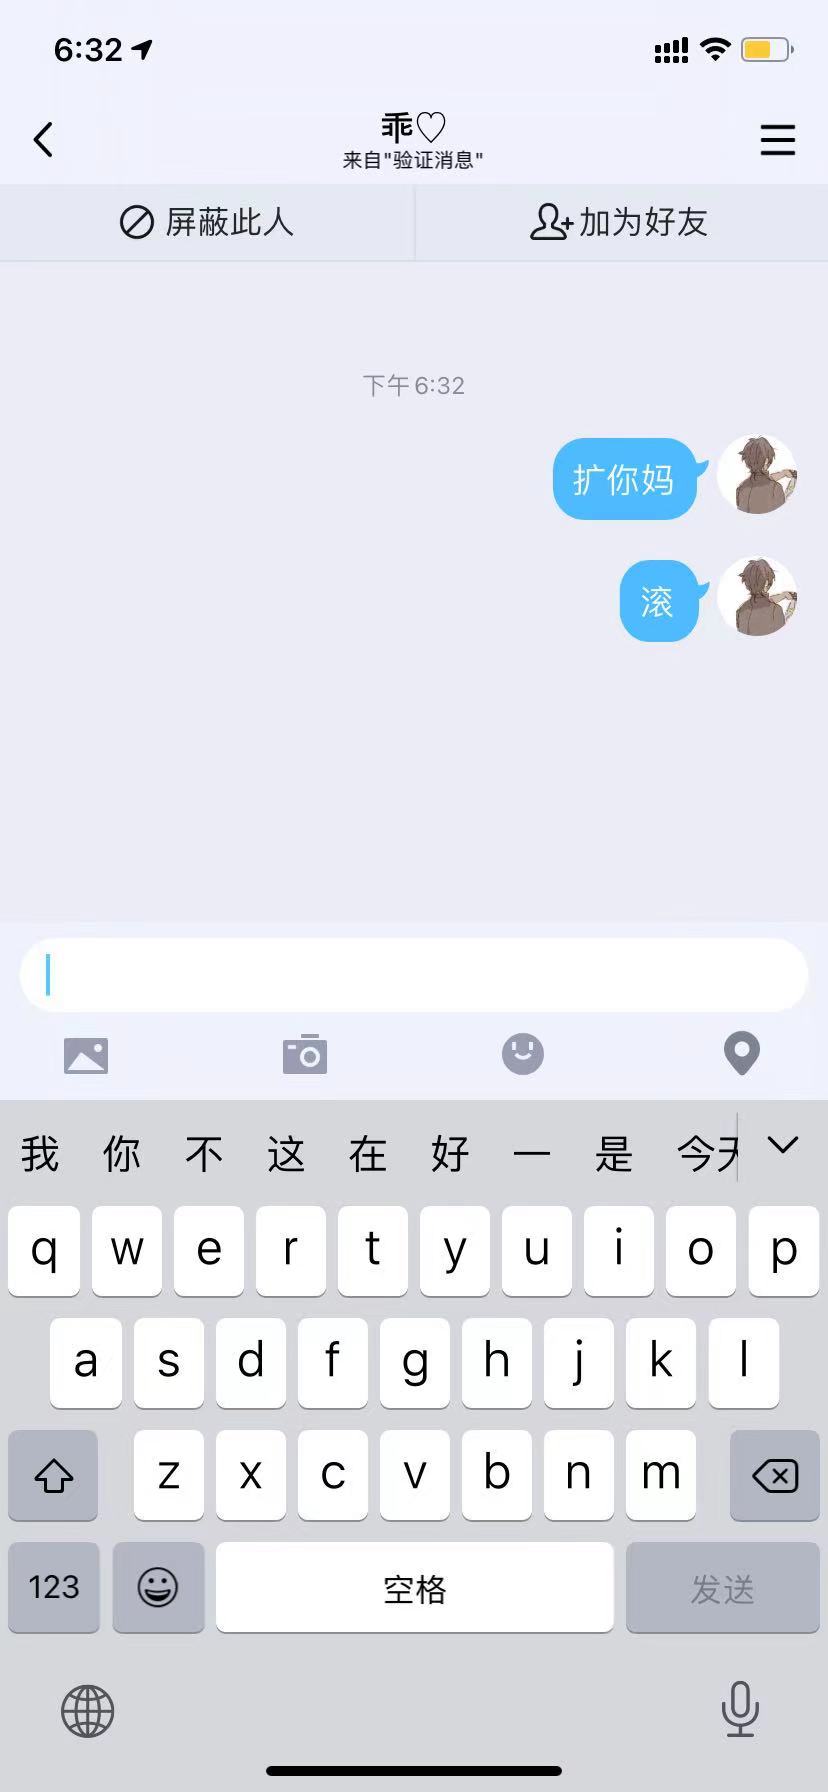 6:32
乖♡
来自"验证消息"
屏蔽此人
加为好友
下午 6:32
扩你妈
滚
我 你 不 这 在 好 一 是 今天
q w e r t y u i o p
a s d f g h j k l
z x c v b n m
123 空格 发送